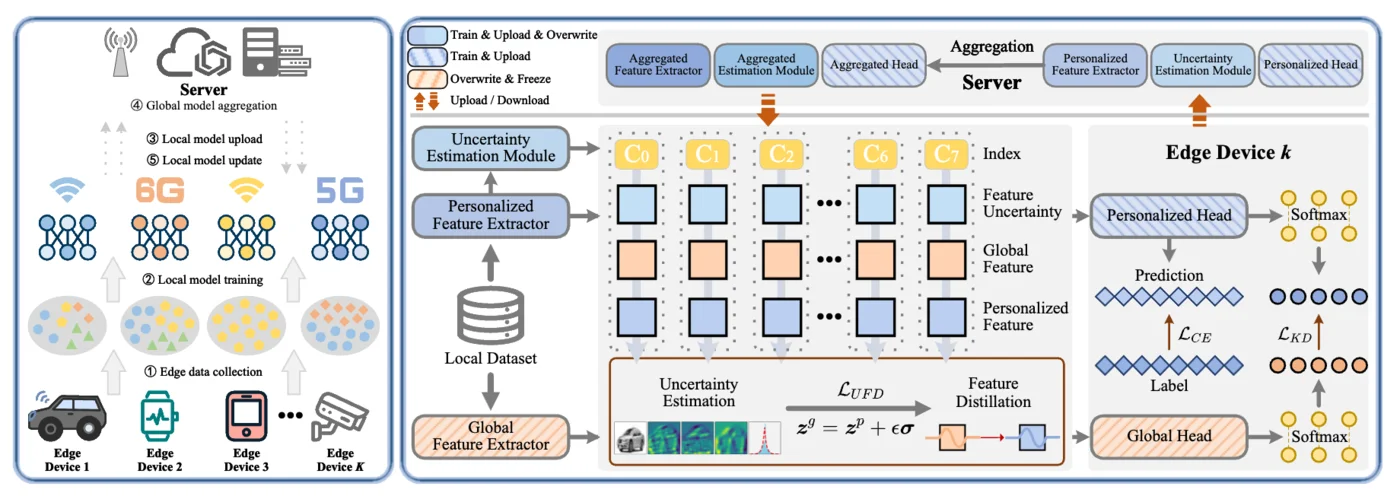 Server
④ Global model aggregation
③ Local model upload
⑤ Local model update
6G
5G
② Local model training
① Edge data collection
Edge
Device 1
Edge
Device 2
Edge
Device 3
Edge
Device K
Train & Upload & Overwrite
Train & Upload
Overwrite & Freeze
Upload / Download
Aggregated
Feature Extractor
Aggregated
Estimation Module
Aggregated Head
Aggregation
Server
Personalized
Feature Extractor
Uncertainty
Estimation Module
Personalized Head
Uncertainty
Estimation Module
Personalized
Feature Extractor
Local Dataset
Global
Feature Extractor
C₀ C₁ C₂ C₆ C₇
Index
Feature
Uncertainty
Global
Feature
Personalized
Feature
Uncertainty
Estimation
ℒ_UFD
z^g = z^p + ϵσ
Feature
Distillation
Edge Device k
Personalized Head
Softmax
Prediction
ℒ_CE
ℒ_KD
Label
Global Head
Softmax